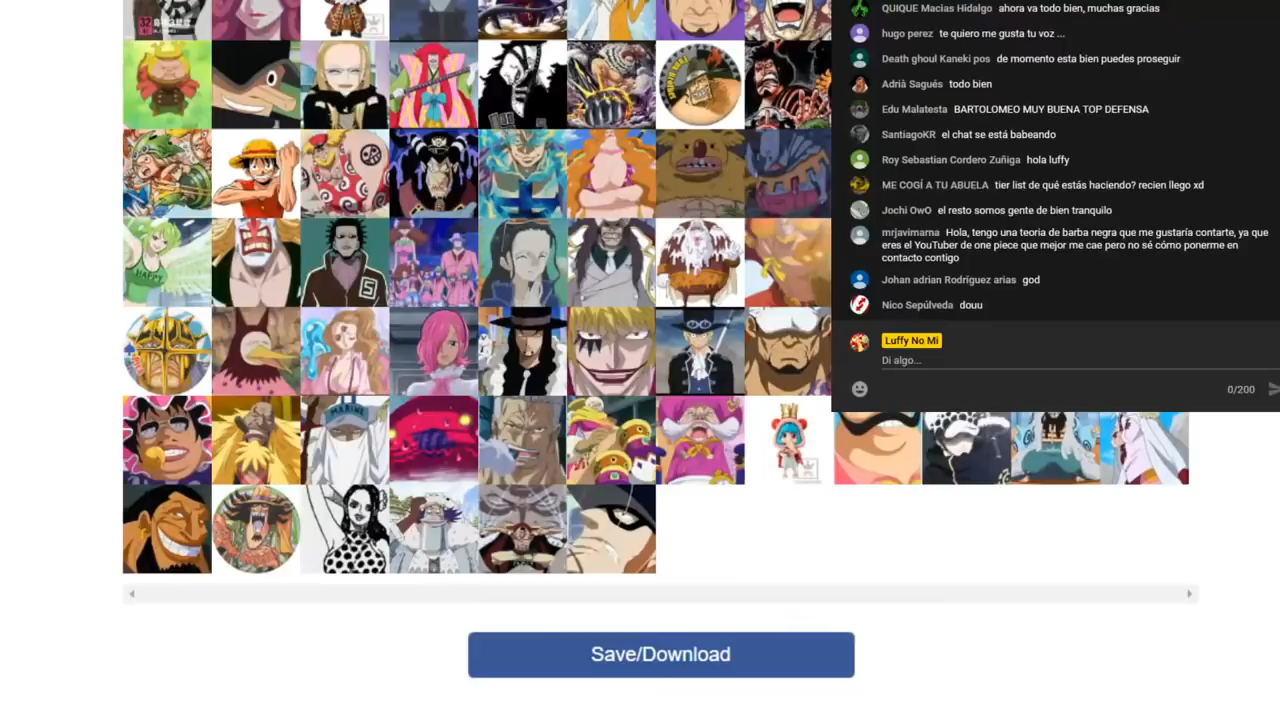 QUIQUE Macias Hidalgo ahora va todo bien, muchas gracias
hugo perez te quiero me gusta tu voz ...
Death ghoul Kaneki pos de momento esta bien puedes proseguir
Adrià Sagués todo bien
Edu Malatesta BARTOLOMEO MUY BUENA TOP DEFENSA
SantiagoKR el chat se está babeando
Roy Sebastian Cordero Zuñiga hola luffy
ME COGÍ A TU ABUELA tier list de qué estás haciendo? recien llego xd
Jochi OwO el resto somos gente de bien tranquilo
mrjavimama Hola, tengo una teoria de barba negra que me gustaría contarte, ya que
eres el YouTuber de one piece que mejor me cae pero no sé cómo ponerme en
contacto contigo
Johan adrian Rodríguez arias god
Nico Sepúlveda douu
Luffy No Mi
Di algo...
0/200
HAPPY
MARINE
Save/Download